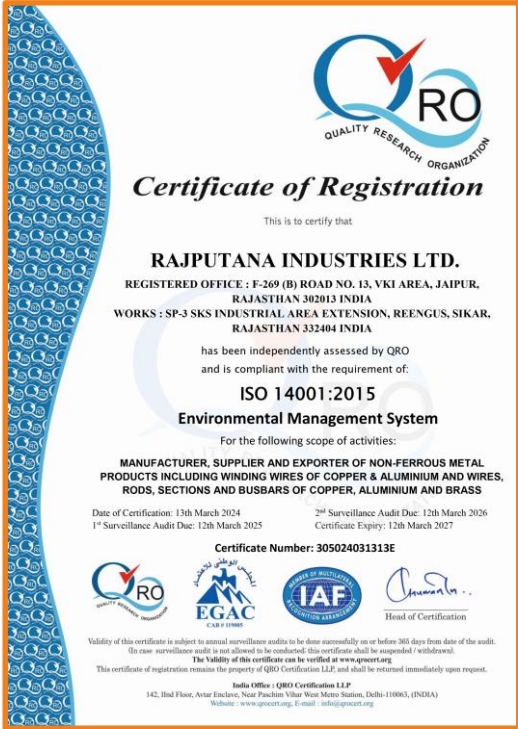 QRO
QUALITY RESEARCH ORGANIZATION
Certificate of Registration
This is to certify that
RAJPUTANA INDUSTRIES LTD.
REGISTERED OFFICE : F-269 (B) ROAD NO. 13, VKI AREA, JAIPUR,
RAJASTHAN 302013 INDIA
WORKS : SP-3 SKS INDUSTRIAL AREA EXTENSION, REENGUS, SIKAR,
RAJASTHAN 332404 INDIA
has been independently assessed by QRO
and is compliant with the requirement of:
ISO 14001:2015
Environmental Management System
For the following scope of activities:
MANUFACTURER, SUPPLIER AND EXPORTER OF NON-FERROUS METAL
PRODUCTS INCLUDING WINDING WIRES OF COPPER & ALUMINIUM AND WIRES,
RODS, SECTIONS AND BUSBARS OF COPPER, ALUMINIUM AND BRASS
Date of Certification: 13th March 2024
2nd Surveillance Audit Due: 12th March 2026
1st Surveillance Audit Due: 12th March 2025
Certificate Expiry: 12th March 2027
Certificate Number: 305024031313E
QRO
QUALITY RESEARCH ORGANIZATION
المجلس الوطني للاعتماد
EGAC
CAB # 119005
MEMBER OF MULTILATERAL
IAF
RECOGNITION ARRANGEMENT
Head of Certification
Validity of this certificate is subject to annual surveillance audits to be done successfully on or before 365 days from date of the audit.
(In case surveillance audit is not allowed to be conducted; this certificate shall be suspended / withdrawn).
The Validity of this certificate can be verified at www.qrocert.org
This certificate of registration remains the property of QRO Certification LLP, and shall be returned immediately upon request.
India Office : QRO Certification LLP
142, IInd Floor, Avtar Enclave, Near Paschim Vihar West Metro Station, Delhi-110063, (INDIA)
Website : www.qrocert.org, E-mail : info@qrocert.org